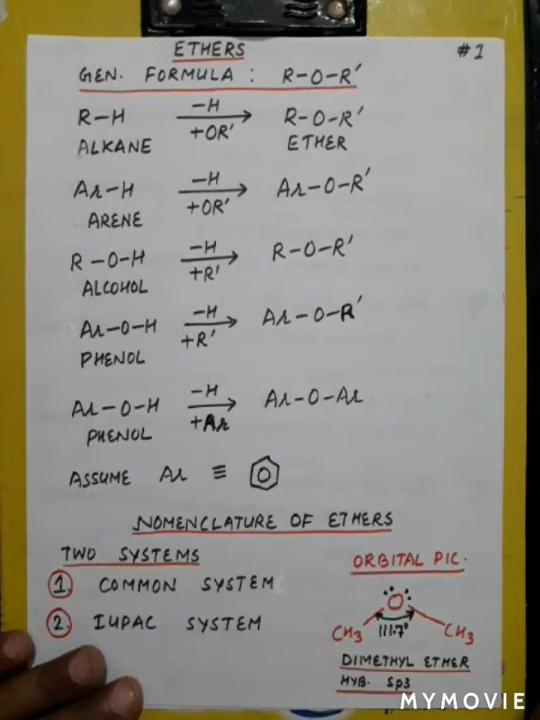 ETHERS
#1
GEN. FORMULA : R-O-R'
R-H -H +OR' R-O-R'
ALKANE ETHER
Ar-H -H +OR' Ar-O-R'
ARENE
R-O-H -H +R' R-O-R'
ALCOHOL
Ar-O-H -H +R' Ar-O-R'
PHENOL
Ar-O-H -H +Ar Ar-O-Ar
PHENOL
ASSUME Ar ≡
NOMENCLATURE OF ETHERS
TWO SYSTEMS
1. COMMON SYSTEM
2. IUPAC SYSTEM
ORBITAL PIC.
O
CH3 111.7° CH3
DIMETHYL ETHER
HYB. Sp3
MYMOVIE